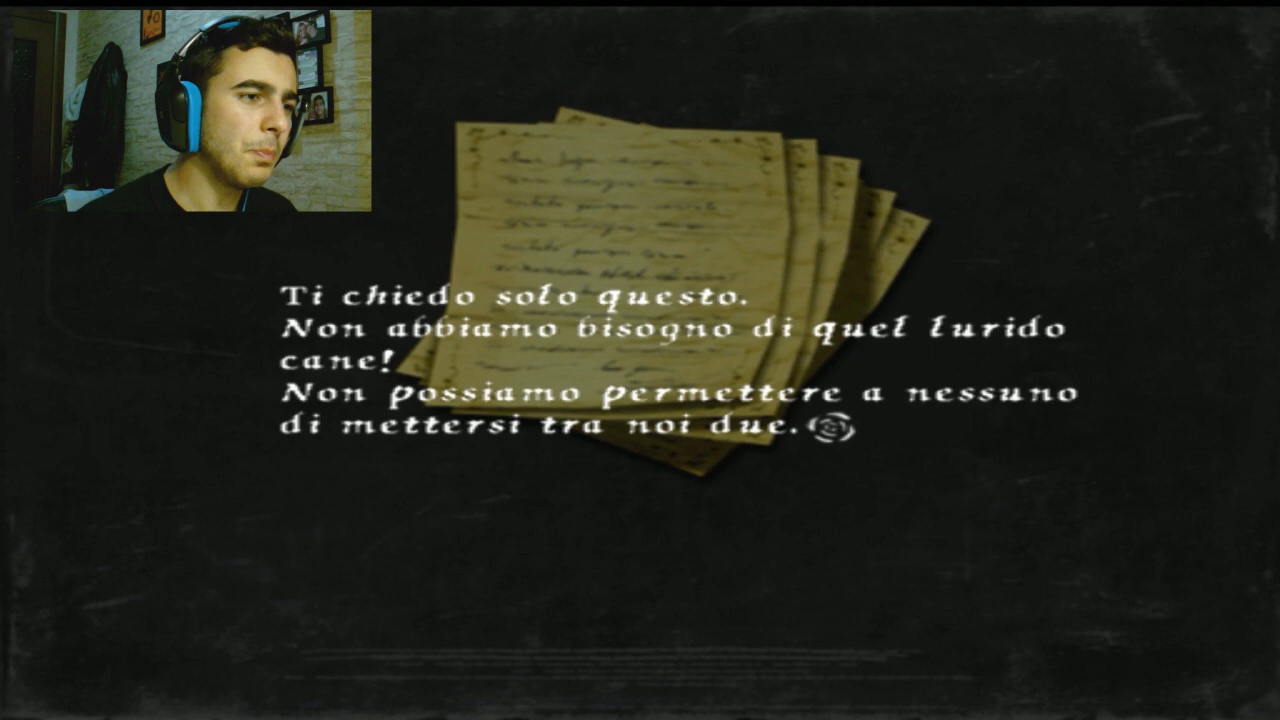 Ti chiedo solo questo.
Non abbiamo bisogno di quel lurido
cane!
Non possiamo permettere a nessuno
di mettersi tra noi due.